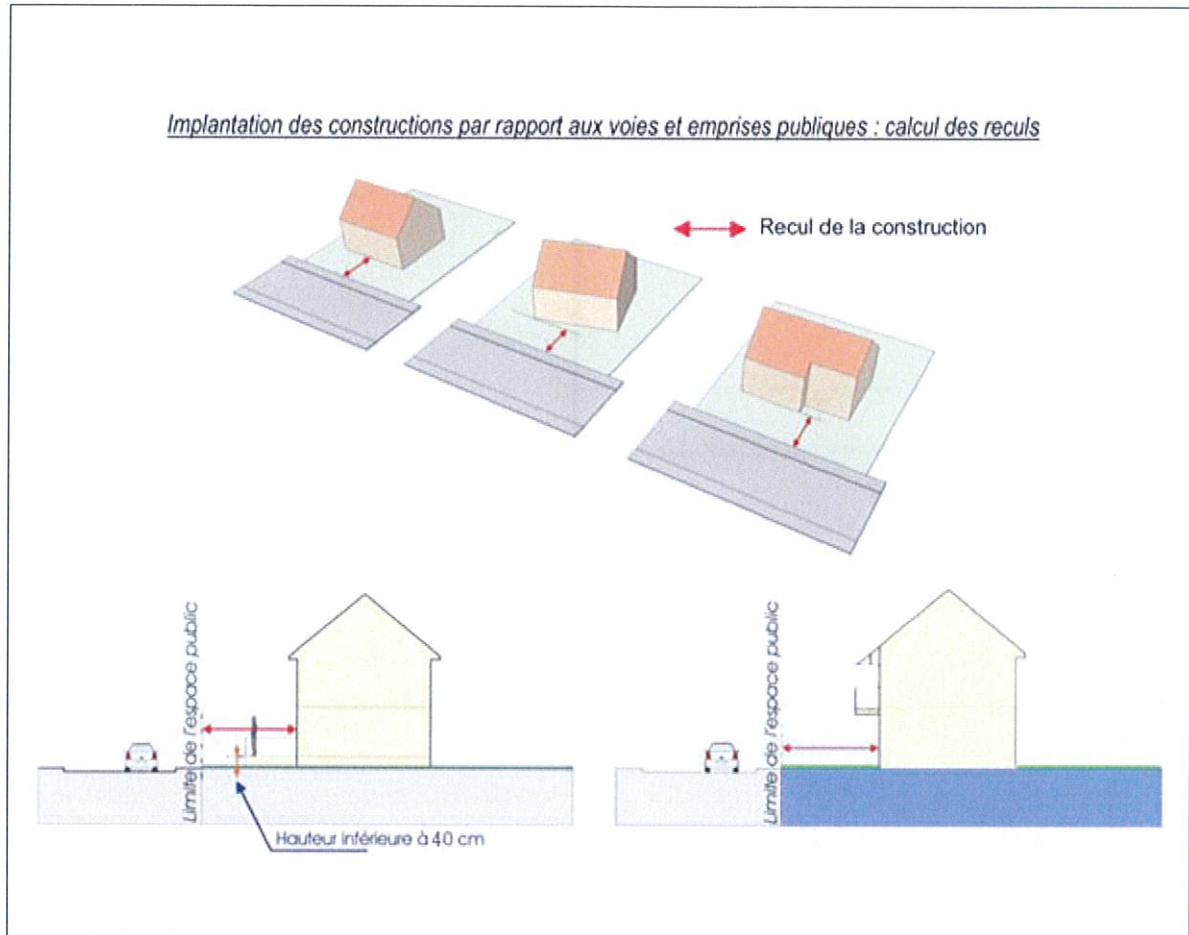 Implantation des constructions par rapport aux voies et emprises publiques : calcul des reculs
Recul de la construction
Limite de l'espace public
Hauteur inférieure à 40 cm
Limite de l'espace public